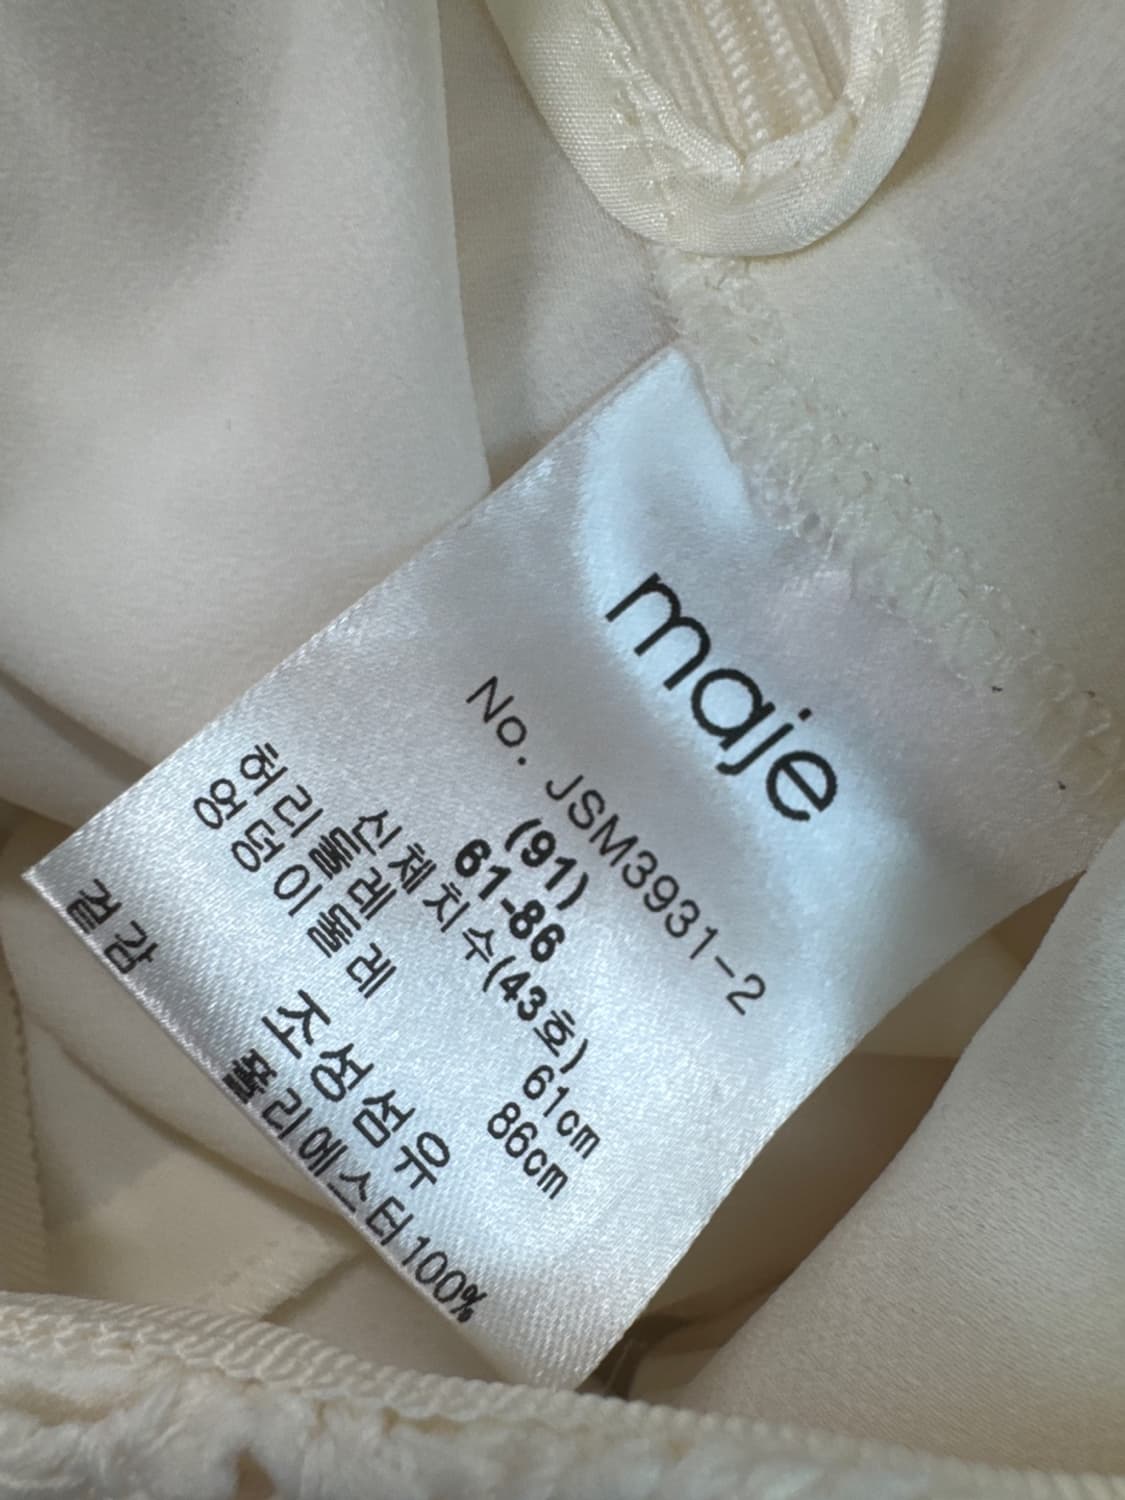 maje
No. JSM3931-2
(91)
61-86
신체치수(43호)
허리둘레 61cm
엉덩이둘레 86cm
조성섬유
겉감 폴리에스터100%